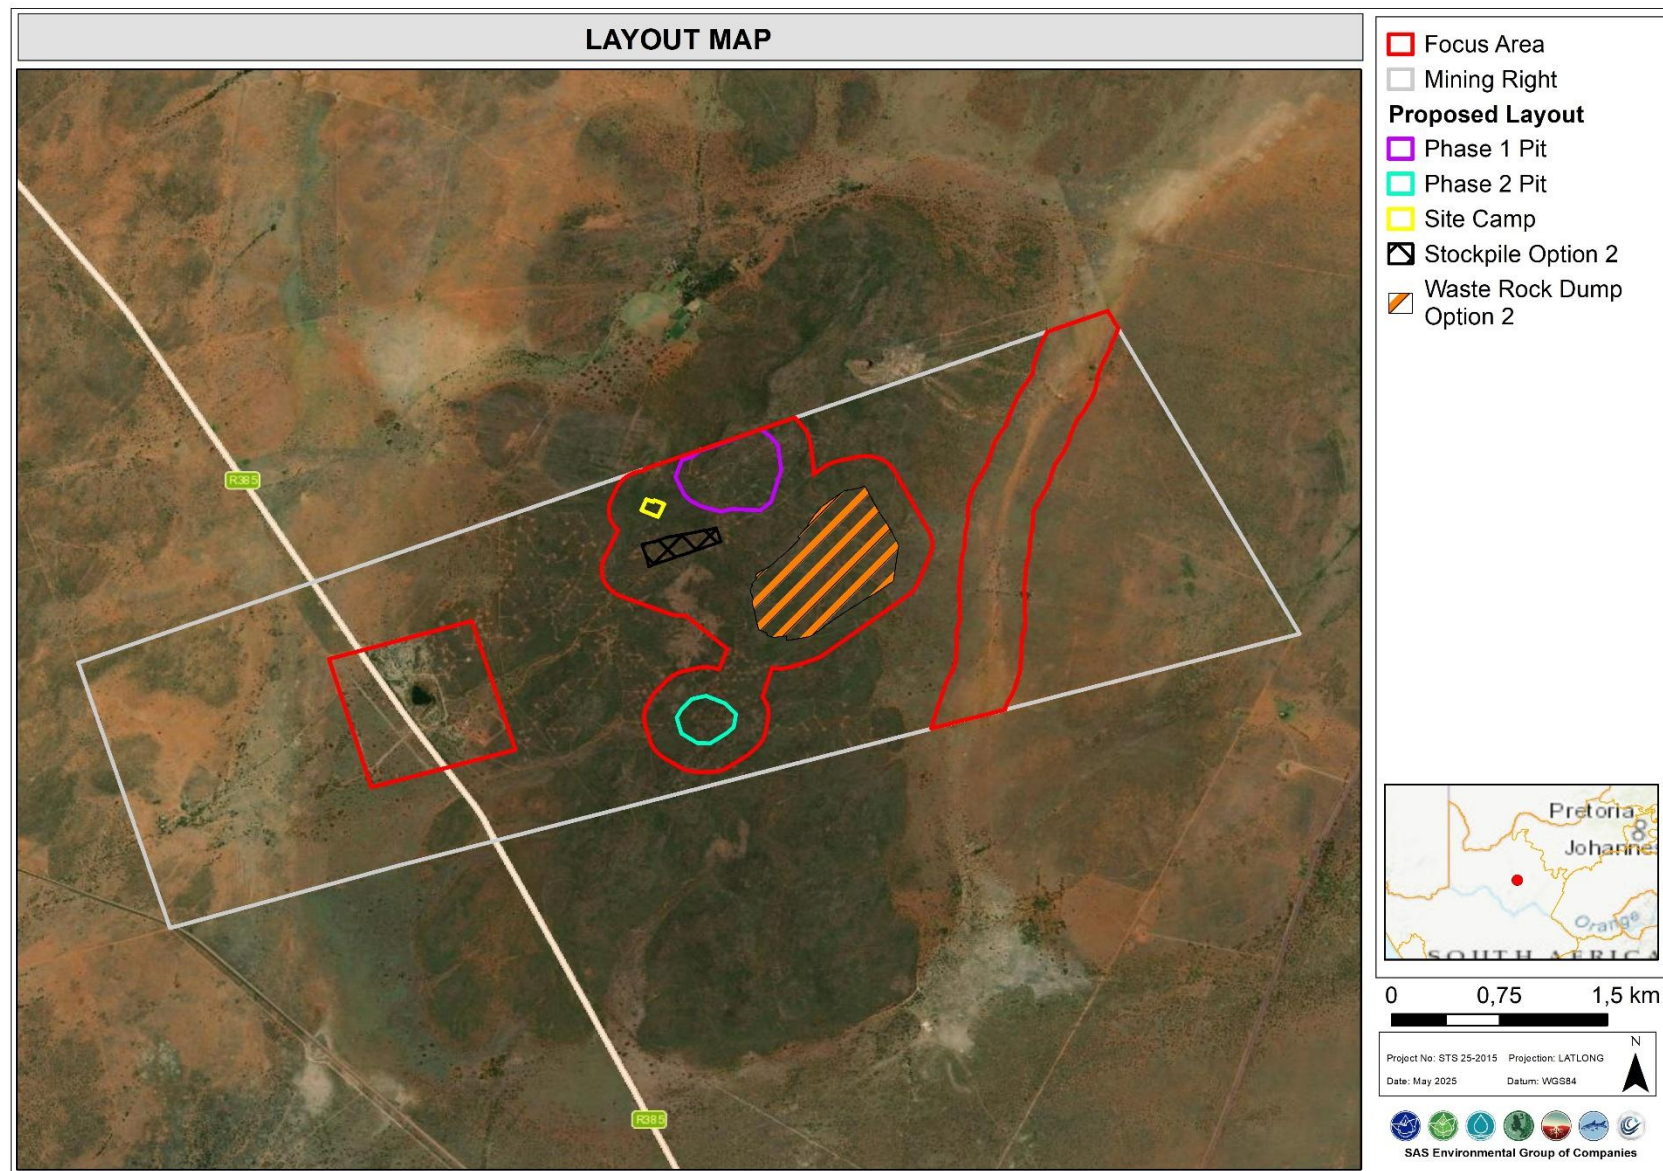 LAYOUT MAP
R385
R385
Focus Area
Mining Right
Proposed Layout
Phase 1 Pit
Phase 2 Pit
Site Camp
Stockpile Option 2
Waste Rock Dump
Option 2
Pretoria
Johannes
Orange
SOUTH AFRICA
0 0,75 1,5 km
Project No: STS 25-2015 Projection: LATLONG
Date: May 2025 Datum: WGS84
N
SAS Environmental Group of Companies